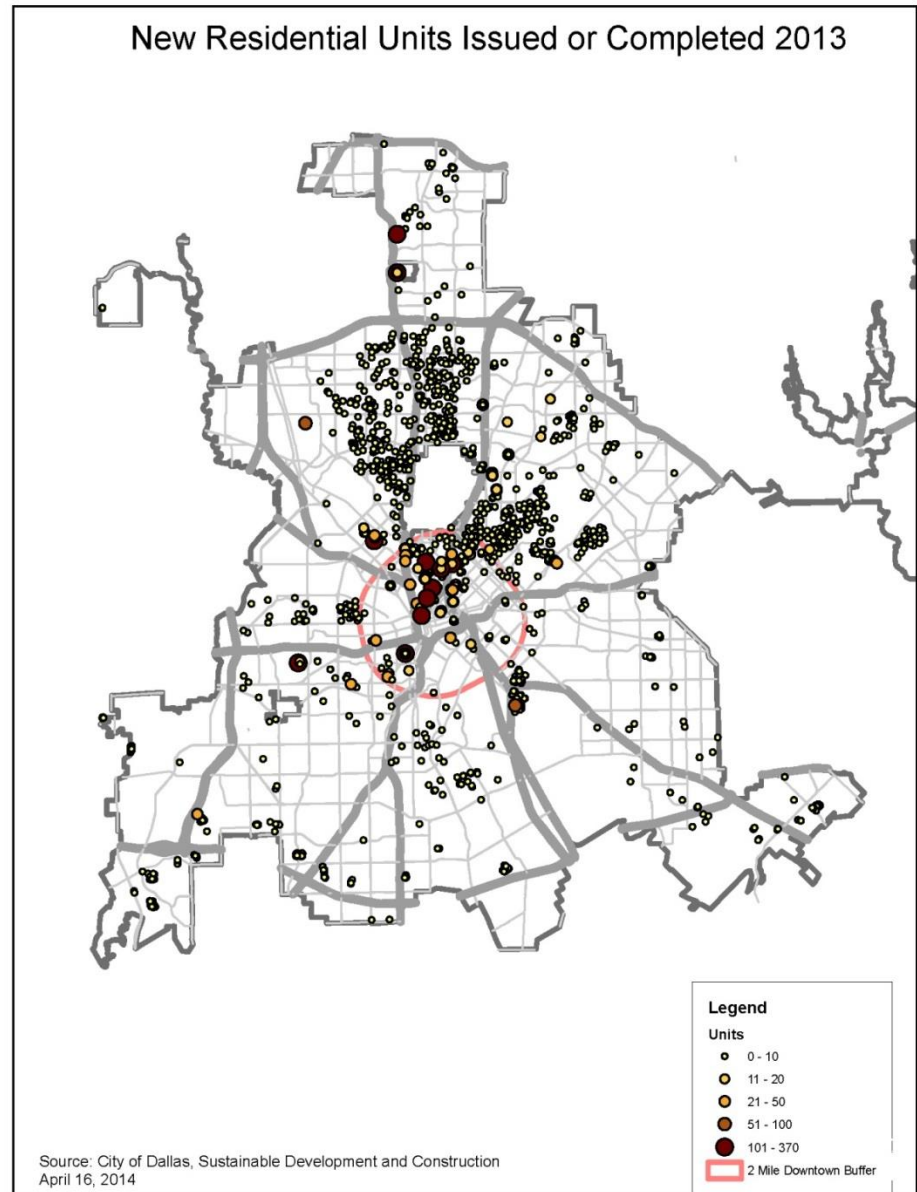 New Residential Units Issued or Completed 2013
Legend
Units
0 - 10
11 - 20
21 - 50
51 - 100
101 - 370
2 Mile Downtown Buffer
Source: City of Dallas, Sustainable Development and Construction
April 16, 2014